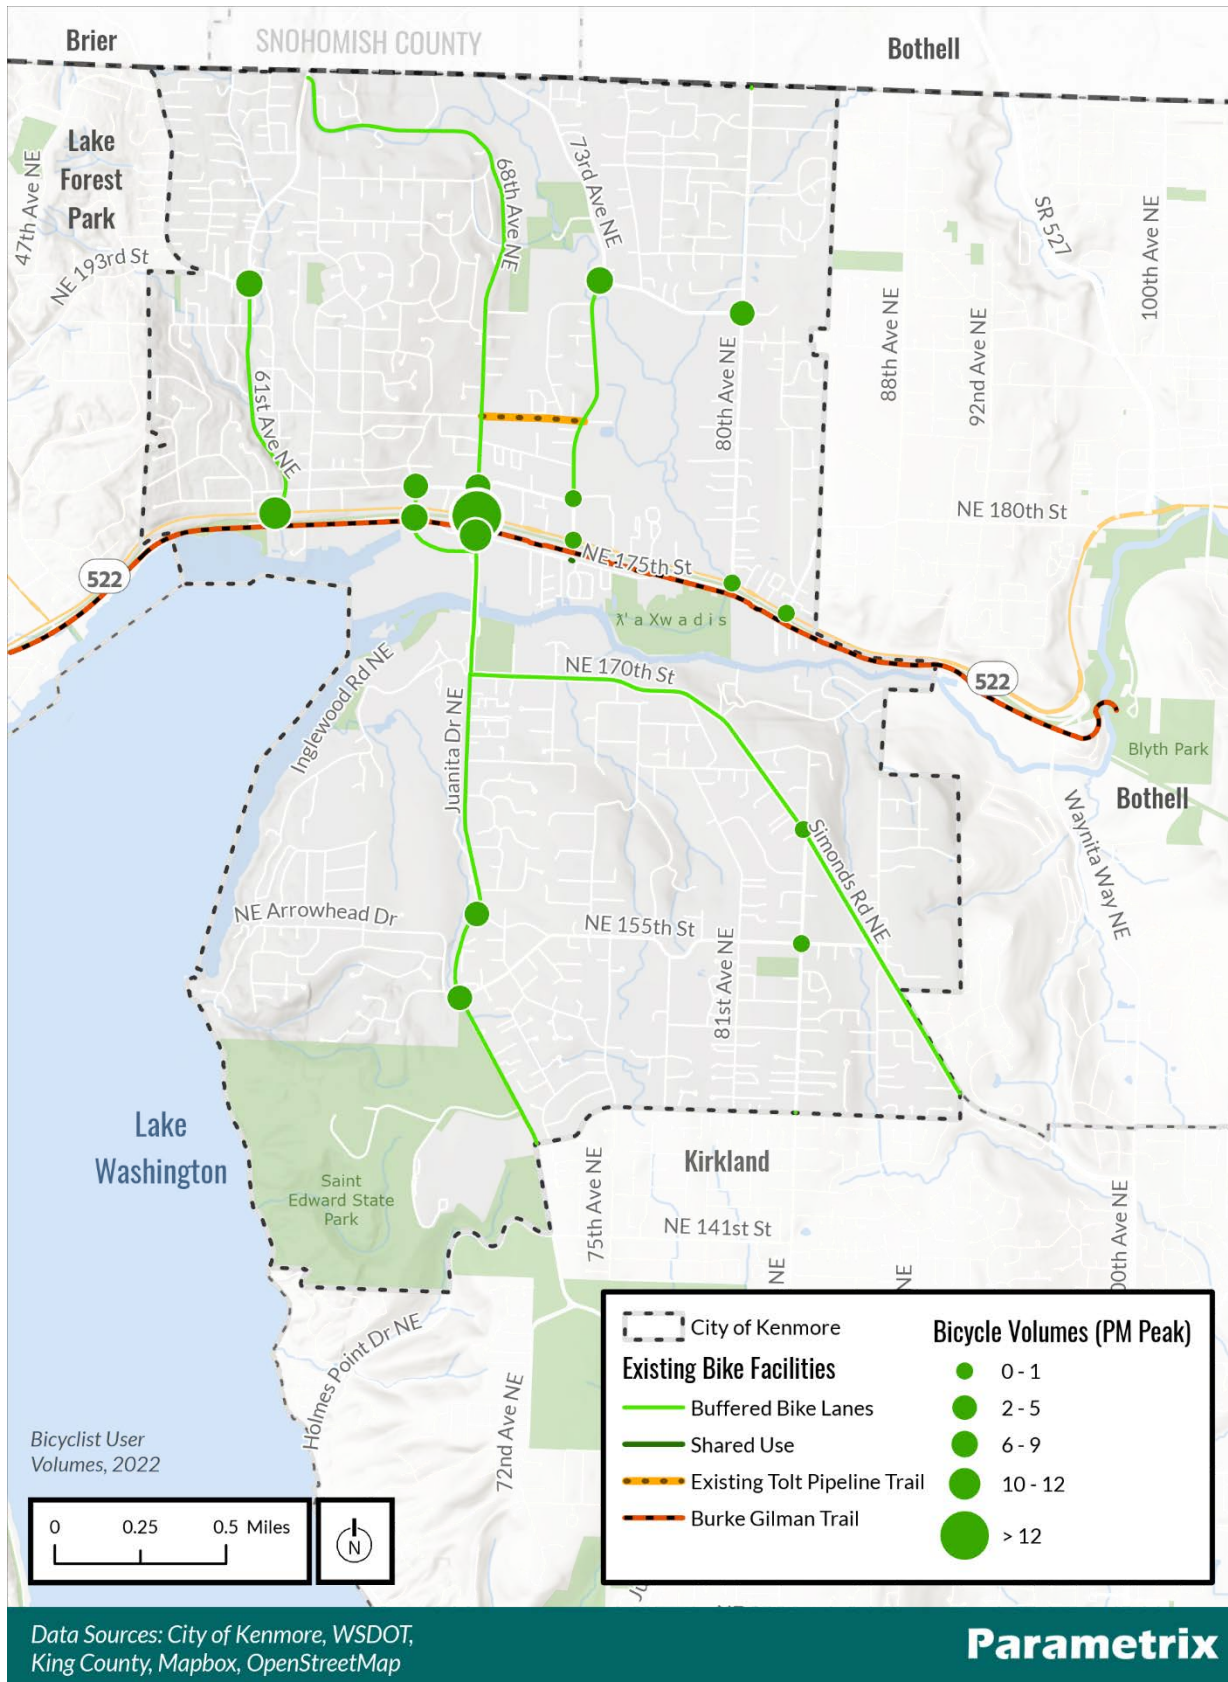 Brier
SNOHOMISH COUNTY
Bothell
Lake
Forest
Park
47th Ave NE
NE 193rd St
68th Ave NE
73rd Ave NE
SR 527
100th Ave NE
61st Ave NE
80th Ave NE
88th Ave NE
92nd Ave NE
NE 180th St
522
NE 175th St
ƛ' a Xw a d i s
522
NE 170th St
Inglewood Rd NE
Juanita Dr NE
Blyth Park
Bothell
Simonds Rd NE
Waynita Way NE
NE Arrowhead Dr
NE 155th St
81st Ave NE
Lake
Washington
Saint
Edward State
Park
Kirkland
75th Ave NE
NE 141st St
00th Ave NE
NE
NE
Holmes Point Dr NE
72nd Ave NE
City of Kenmore
Existing Bike Facilities
Buffered Bike Lanes
Shared Use
Existing Tolt Pipeline Trail
Burke Gilman Trail
Bicycle Volumes (PM Peak)
0 - 1
2 - 5
6 - 9
10 - 12
> 12
Bicyclist User
Volumes, 2022
0 0.25 0.5 Miles
N
Data Sources: City of Kenmore, WSDOT,
King County, Mapbox, OpenStreetMap
Parametrix